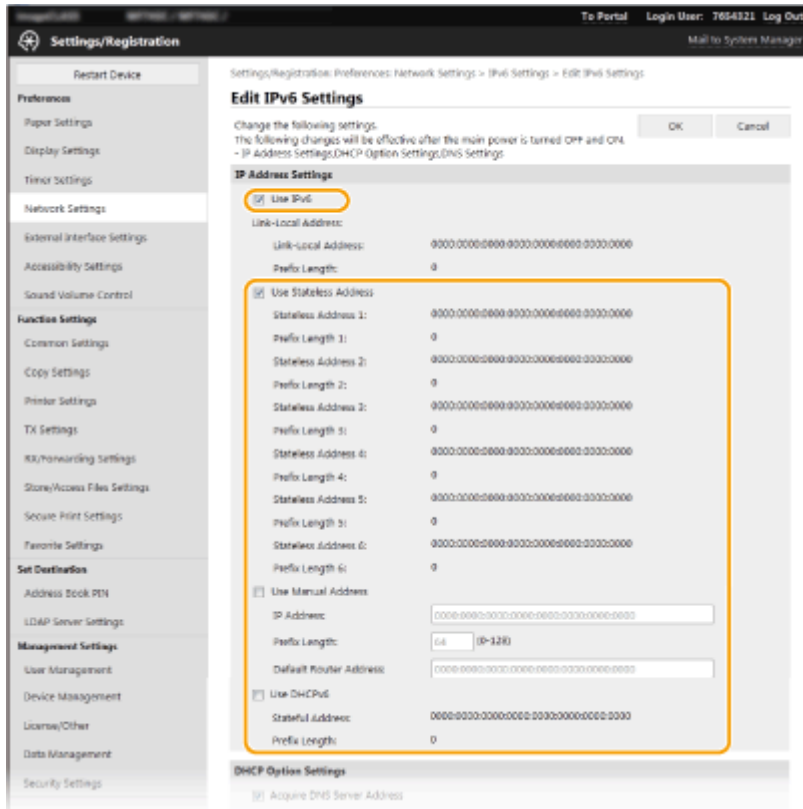 To Portal Login User: 7654321 Log Out
Settings/Registration
Mail to System Manager
Restart Device
Preferences
Paper Settings
Display Settings
Timer Settings
Network Settings
External Interface Settings
Accessibility Settings
Sound Volume Control
Function Settings
Common Settings
Copy Settings
Printer Settings
TX Settings
RX/Forwarding Settings
Store/Access Files Settings
Secure Print Settings
Favorite Settings
Set Destination
Address Book PIN
LDAP Server Settings
Management Settings
User Management
Device Management
License/Other
Data Management
Security Settings
Settings/Registration: Preferences: Network Settings > IPv6 Settings > Edit IPv6 Settings
Edit IPv6 Settings
Change the following settings.
The following changes will be effective after the main power is turned OFF and ON.
- IP Address Settings,DHCP Option Settings,DNS Settings
OK Cancel
IP Address Settings
Use IPv6
Link-Local Address:
Link-Local Address: 0000:0000:0000:0000:0000:0000:0000:0000
Prefix Length: 0
Use Stateless Address
Stateless Address 1: 0000:0000:0000:0000:0000:0000:0000:0000
Prefix Length 1: 0
Stateless Address 2: 0000:0000:0000:0000:0000:0000:0000:0000
Prefix Length 2: 0
Stateless Address 3: 0000:0000:0000:0000:0000:0000:0000:0000
Prefix Length 3: 0
Stateless Address 4: 0000:0000:0000:0000:0000:0000:0000:0000
Prefix Length 4: 0
Stateless Address 5: 0000:0000:0000:0000:0000:0000:0000:0000
Prefix Length 5: 0
Stateless Address 6: 0000:0000:0000:0000:0000:0000:0000:0000
Prefix Length 6: 0
Use Manual Address
IP Address: 0000:0000:0000:0000:0000:0000:0000:0000
Prefix Length: 64 (0-128)
Default Router Address: 0000:0000:0000:0000:0000:0000:0000:0000
Use DHCPv6
Stateful Address: 0000:0000:0000:0000:0000:0000:0000:0000
Prefix Length: 0
DHCP Option Settings
Acquire DNS Server Address